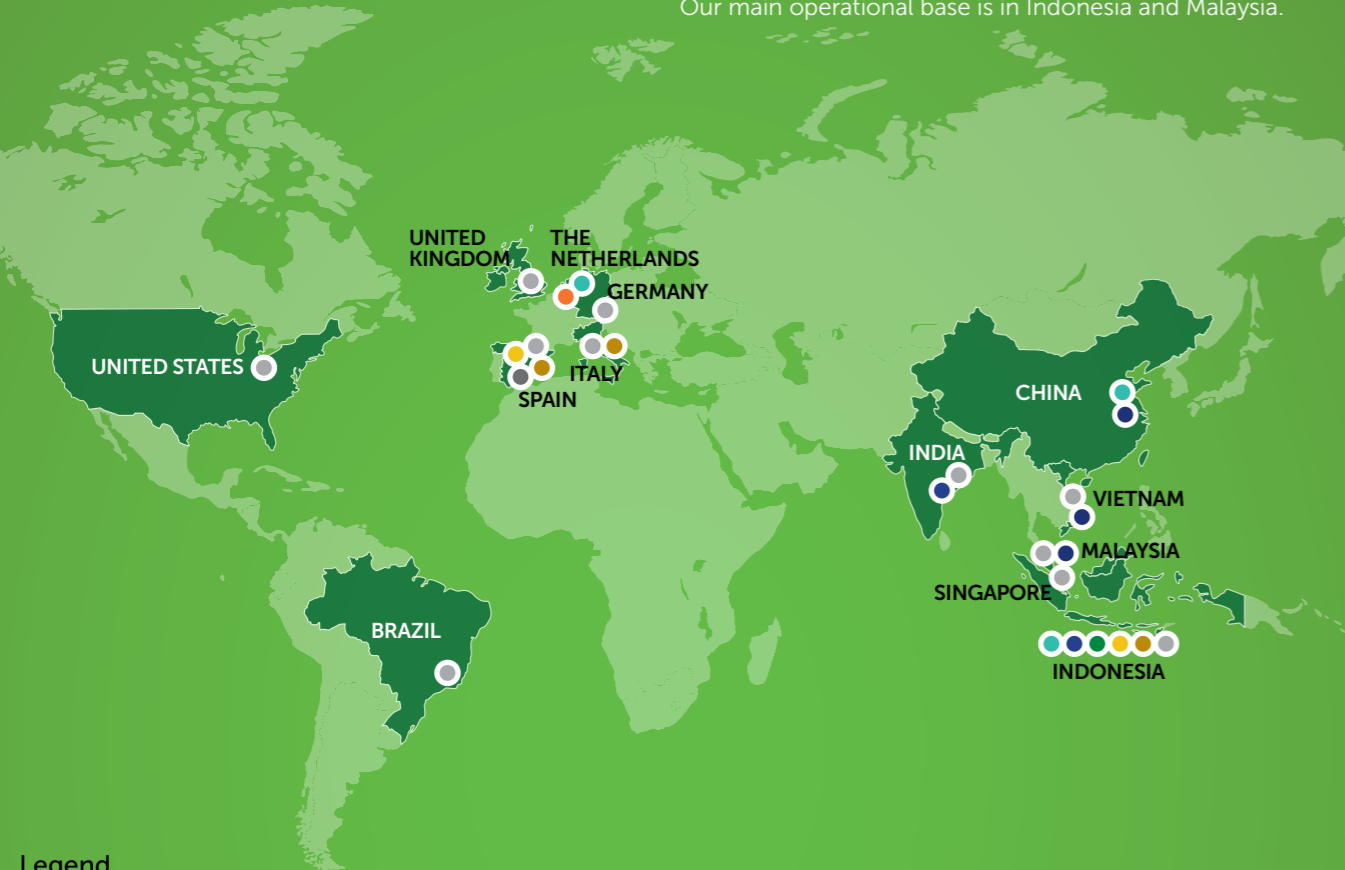 Our main operational base is in Indonesia and Malaysia.
UNITED
KINGDOM
THE
NETHERLANDS
GERMANY
UNITED STATES
ITALY
SPAIN
CHINA
INDIA
VIETNAM
MALAYSIA
SINGAPORE
BRAZIL
INDONESIA
Legend